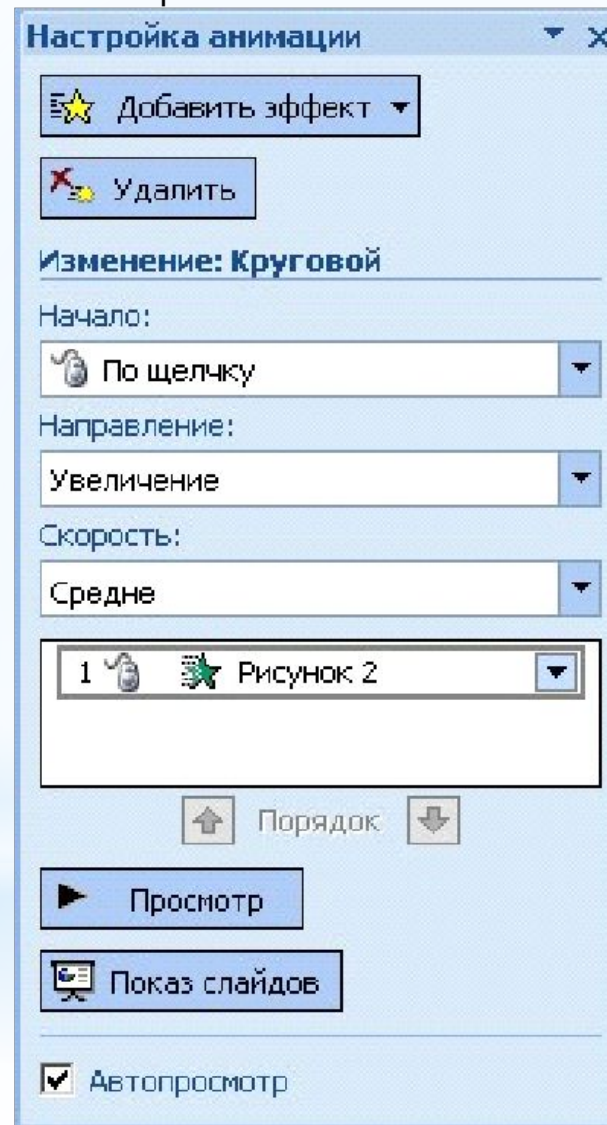 Настройка анимации
Добавить эффект
Удалить
Изменение: Круговой
Начало:
По щелчку
Направление:
Увеличение
Скорость:
Средне
1 Рисунок 2
Порядок
Просмотр
Показ слайдов
Автопросмотр